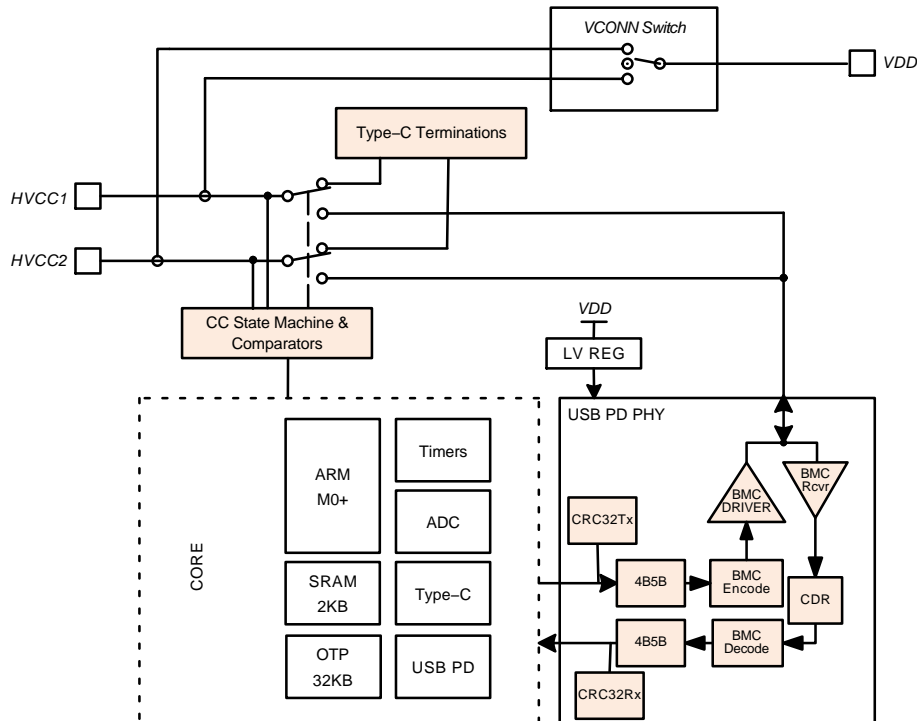 VCONN Switch
VDD
Type−C Terminations
HVCC1
HVCC2
CC State Machine &
Comparators
VDD
LV REG
USB PD PHY
CORE
ARM
M0+
Timers
ADC
SRAM
2KB
Type−C
OTP
32KB
USB PD
BMC
DRIVER
BMC
Rcvr
CRC32Tx
4B5B
BMC
Encode
CDR
4B5B
BMC
Decode
CRC32Rx